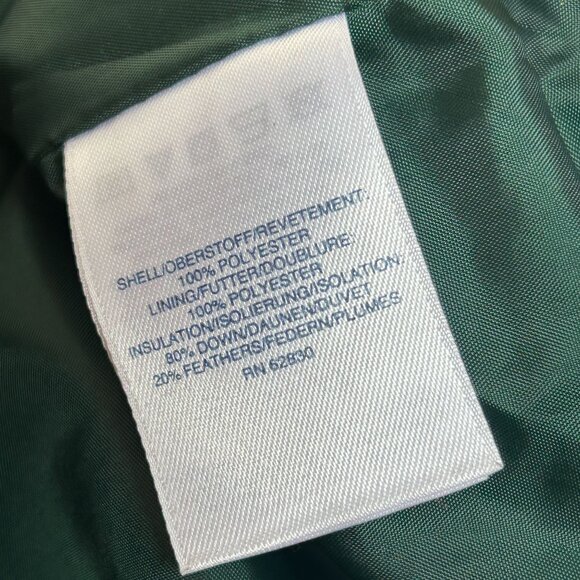 SHELL/OBERSTOFF/REVETEMENT:
100% POLYESTER
LINING/FUTTER/DOUBLURE:
100% POLYESTER
INSULATION/ISOLIERUNG/ISOLATION:
80% DOWN/DAUNEN/DUVET
20% FEATHERS/FEDERN/PLUMES
RN 62830